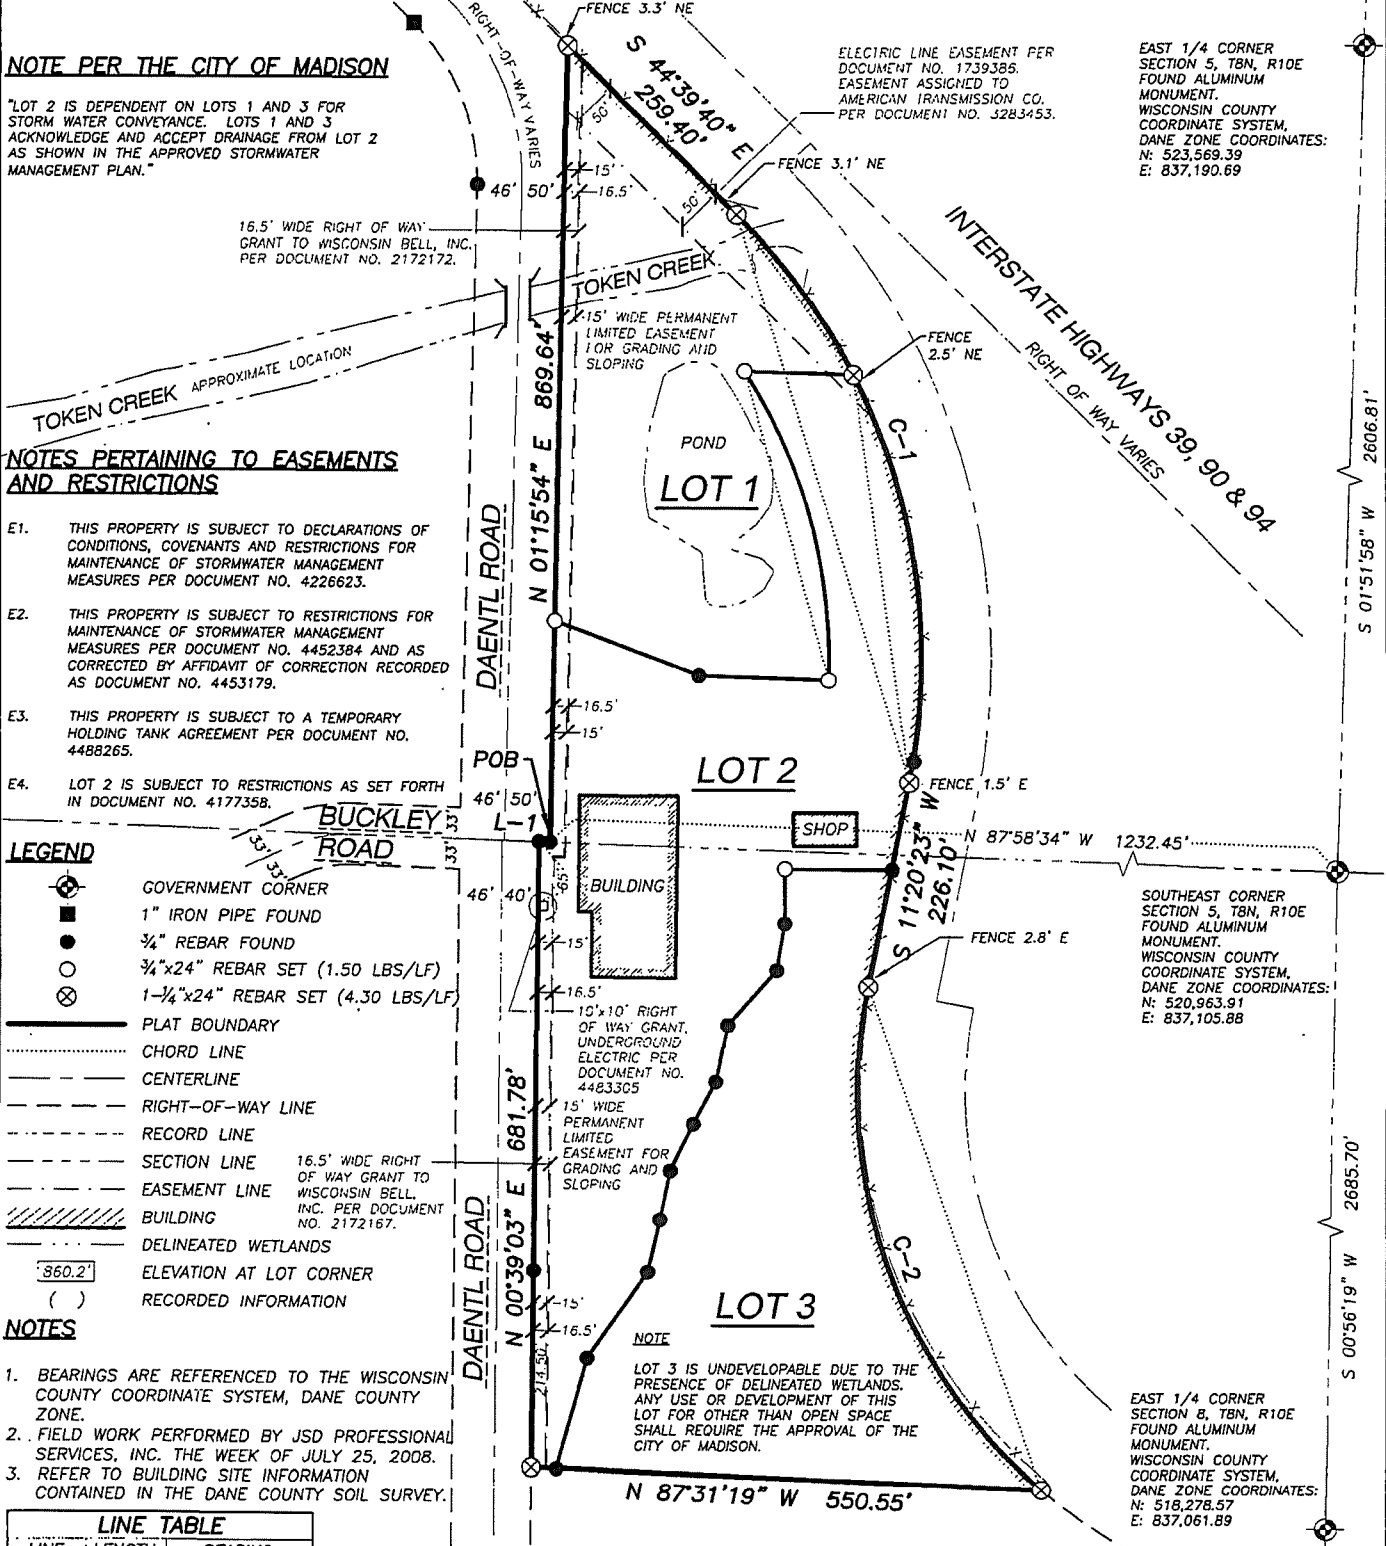 FENCE 3.3' NE
RIGHT-OF-WAY VARIES
NOTE PER THE CITY OF MADISON
"LOT 2 IS DEPENDENT ON LOTS 1 AND 3 FOR
STORM WATER CONVEYANCE. LOTS 1 AND 3
ACKNOWLEDGE AND ACCEPT DRAINAGE FROM LOT 2
AS SHOWN IN THE APPROVED STORMWATER
MANAGEMENT PLAN."
S 44°39'40" E
259.40'
ELECTRIC LINE EASEMENT PER
DOCUMENT NO. 1739385.
EASEMENT ASSIGNED TO
AMERICAN TRANSMISSION CO.
PER DOCUMENT NO. 3283453.
EAST 1/4 CORNER
SECTION 5, T8N, R10E
FOUND ALUMINUM
MONUMENT.
WISCONSIN COUNTY
COORDINATE SYSTEM,
DANE ZONE COORDINATES:
N: 523,569.39
E: 837,190.69
50'
FENCE 3.1' NE
50'
RIGHT-OF-WAY VARIES
46' 50'
15'
16.5'
16.5' WIDE RIGHT OF WAY
GRANT TO WISCONSIN BELL, INC.
PER DOCUMENT NO. 2172172.
TOKEN CREEK
INTERSTATE HIGHWAYS 39, 90 & 94
RIGHT OF WAY VARIES
15' WIDE PERMANENT
LIMITED EASEMENT
FOR GRADING AND
SLOPING
FENCE
2.5' NE
TOKEN CREEK APPROXIMATE LOCATION
N 01°15'54" E 869.64'
C-1
POND
LOT 1
S 01°51'58" W 2606.81'
NOTES PERTAINING TO EASEMENTS
AND RESTRICTIONS
E1. THIS PROPERTY IS SUBJECT TO DECLARATIONS OF
CONDITIONS, COVENANTS AND RESTRICTIONS FOR
MAINTENANCE OF STORMWATER MANAGEMENT
MEASURES PER DOCUMENT NO. 4226623.
E2. THIS PROPERTY IS SUBJECT TO RESTRICTIONS FOR
MAINTENANCE OF STORMWATER MANAGEMENT
MEASURES PER DOCUMENT NO. 4452384 AND AS
CORRECTED BY AFFIDAVIT OF CORRECTION RECORDED
AS DOCUMENT NO. 4453179.
E3. THIS PROPERTY IS SUBJECT TO A TEMPORARY
HOLDING TANK AGREEMENT PER DOCUMENT NO.
4488265.
E4. LOT 2 IS SUBJECT TO RESTRICTIONS AS SET FORTH
IN DOCUMENT NO. 4177358.
DAENTL ROAD
16.5'
15'
POB
LOT 2
FENCE 1.5' E
46' 50'
L-1
BUCKLEY
ROAD
33' 33'
33' 33'
SHOP
N 87°58'34" W 1232.45'
S 11°20'23" W
226.10'
LEGEND
GOVERNMENT CORNER
1" IRON PIPE FOUND
3/4" REBAR FOUND
3/4"x24" REBAR SET (1.50 LBS/LF)
1-1/4"x24" REBAR SET (4.30 LBS/LF)
PLAT BOUNDARY
CHORD LINE
CENTERLINE
RIGHT-OF-WAY LINE
RECORD LINE
SECTION LINE
EASEMENT LINE
BUILDING
DELINEATED WETLANDS
860.2' ELEVATION AT LOT CORNER
( ) RECORDED INFORMATION
46' 40'
65'
BUILDING
15'
16.5'
FENCE 2.8' E
SOUTHEAST CORNER
SECTION 5, T8N, R10E
FOUND ALUMINUM
MONUMENT.
WISCONSIN COUNTY
COORDINATE SYSTEM,
DANE ZONE COORDINATES:
N: 520,963.91
E: 837,105.88
10'x10' RIGHT
OF WAY GRANT,
UNDERGROUND
ELECTRIC PER
DOCUMENT NO.
4483305
15' WIDE
PERMANENT
LIMITED
EASEMENT FOR
GRADING AND
SLOPING
16.5' WIDE RIGHT
OF WAY GRANT TO
WISCONSIN BELL,
INC. PER DOCUMENT
NO. 2172167.
N 00°39'03" E 681.78'
DAENTL ROAD
C-2
S 00°56'19" W 2685.70'
15'
16.5'
214.50'
LOT 3
NOTE
LOT 3 IS UNDEVELOPABLE DUE TO THE
PRESENCE OF DELINEATED WETLANDS.
ANY USE OR DEVELOPMENT OF THIS
LOT FOR OTHER THAN OPEN SPACE
SHALL REQUIRE THE APPROVAL OF THE
CITY OF MADISON.
NOTES
1. BEARINGS ARE REFERENCED TO THE WISCONSIN
COUNTY COORDINATE SYSTEM, DANE COUNTY
ZONE.
2. FIELD WORK PERFORMED BY JSD PROFESSIONAL
SERVICES, INC. THE WEEK OF JULY 25, 2008.
3. REFER TO BUILDING SITE INFORMATION
CONTAINED IN THE DANE COUNTY SOIL SURVEY.
N 87°31'19" W 550.55'
EAST 1/4 CORNER
SECTION 8, T8N, R10E
FOUND ALUMINUM
MONUMENT.
WISCONSIN COUNTY
COORDINATE SYSTEM,
DANE ZONE COORDINATES:
N: 518,278.57
E: 837,061.89
LINE TABLE